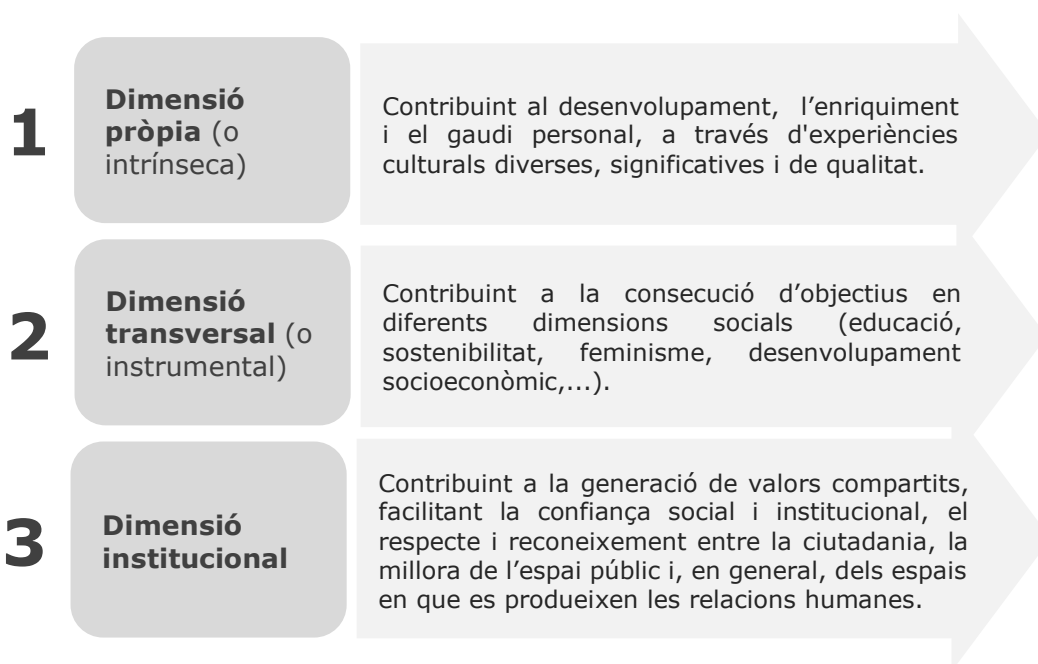 1
Dimensió
pròpia (o
intrínseca)
Contribuint al desenvolupament, l’enriquiment
i el gaudi personal, a través d'experiències
culturals diverses, significatives i de qualitat.
2
Dimensió
transversal (o
instrumental)
Contribuint a la consecució d’objectius en
diferents dimensions socials (educació,
sostenibilitat, feminisme, desenvolupament
socioeconòmic,...).
3
Dimensió
institucional
Contribuint a la generació de valors compartits,
facilitant la confiança social i institucional, el
respecte i reconeixement entre la ciutadania, la
millora de l’espai públic i, en general, dels espais
en que es produeixen les relacions humanes.